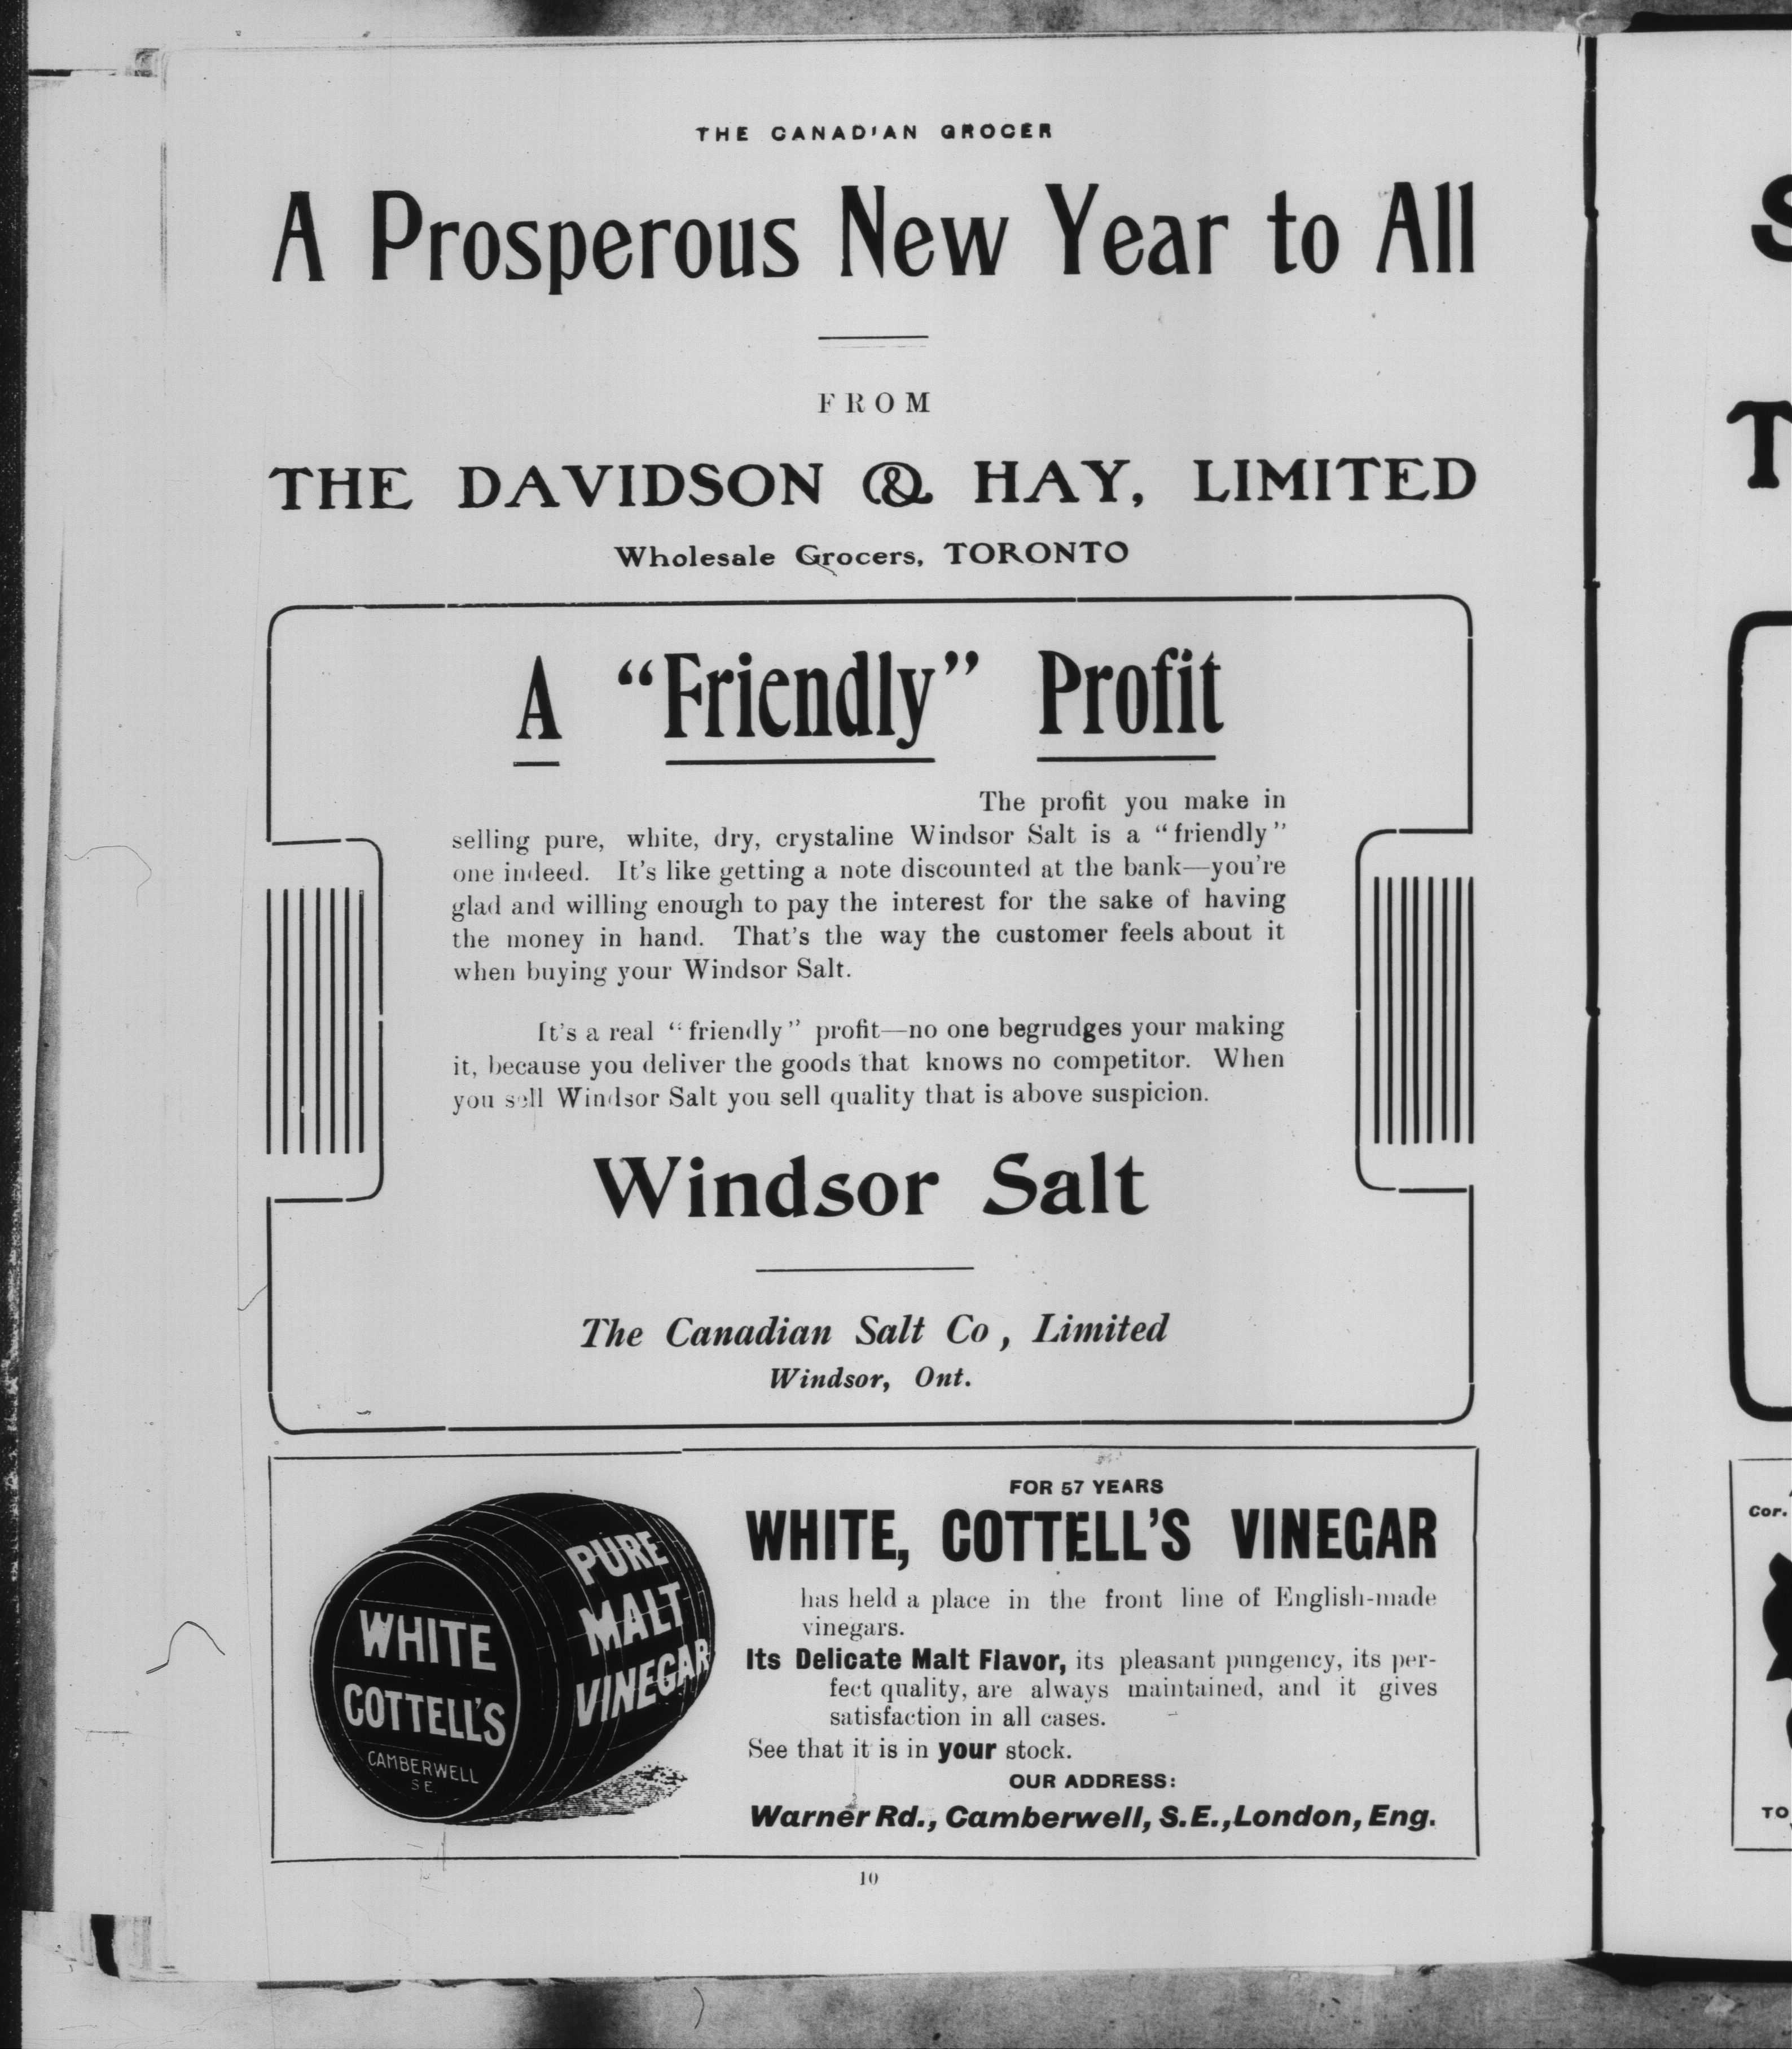 THE CANADIAN GROCER
A Prosperous New Year to All
FROM
THE DAVIDSON & HAY, LIMITED
Wholesale Grocers, TORONTO
A “Friendly” Profit
The profit you make in
selling pure, white, dry, crystaline Windsor Salt is a “friendly”
one indeed. It's like getting a note discounted at the bank—you're
glad and willing enough to pay the interest for the sake of having
the money in hand. That's the way the customer feels about it
when buying your Windsor Salt.
It's a real “friendly” profit—no one begrudges your making
it, because you deliver the goods that knows no competitor. When
you sell Windsor Salt you sell quality that is above suspicion.
Windsor Salt
The Canadian Salt Co, Limited
Windsor, Ont.
WHITE
COTTELL'S
CAMBERWELL
S E
PURE
MALT
VINEGAR
FOR 57 YEARS
WHITE, COTTELL'S VINEGAR
has held a place in the front line of English-made
vinegars.
Its Delicate Malt Flavor, its pleasant pungency, its per-
fect quality, are always maintained, and it gives
satisfaction in all cases.
See that it is in your stock.
OUR ADDRESS:
Warner Rd., Camberwell, S.E., London, Eng.
10
S
T
Cor.
TO